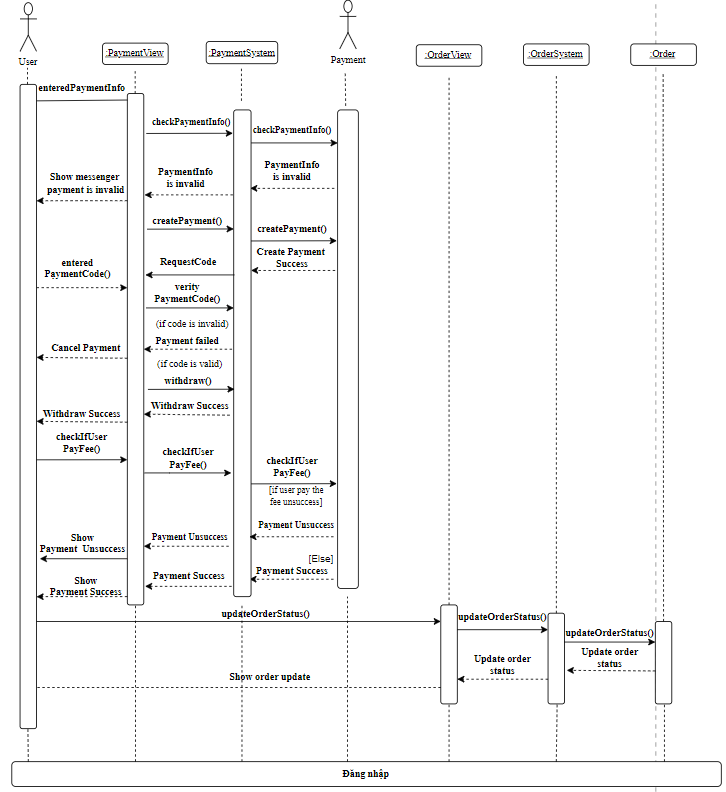 User
:PaymentView
:PaymentSystem
Payment
:OrderView
:OrderSystem
:Order
enteredPaymentInfo
checkPaymentInfo()
checkPaymentInfo()
PaymentInfo
is invalid
PaymentInfo
is invalid
Show messenger
payment is invalid
createPayment()
createPayment()
Create Payment
Success
RequestCode
entered
PaymentCode()
verity
PaymentCode()
(if code is invalid)
Payment failed
Cancel Payment
(if code is valid)
withdraw()
Withdraw Success
Withdraw Success
checkIfUser
PayFee()
checkIfUser
PayFee()
checkIfUser
PayFee()
[if user pay the
fee unsuccess]
Payment Unsuccess
Payment Unsuccess
Show
Payment Unsuccess
[Else]
Payment Success
Payment Success
Show
Payment Success
updateOrderStatus()
updateOrderStatus()
updateOrderStatus()
Update order
status
Update order
status
Show order update
Đăng nhập